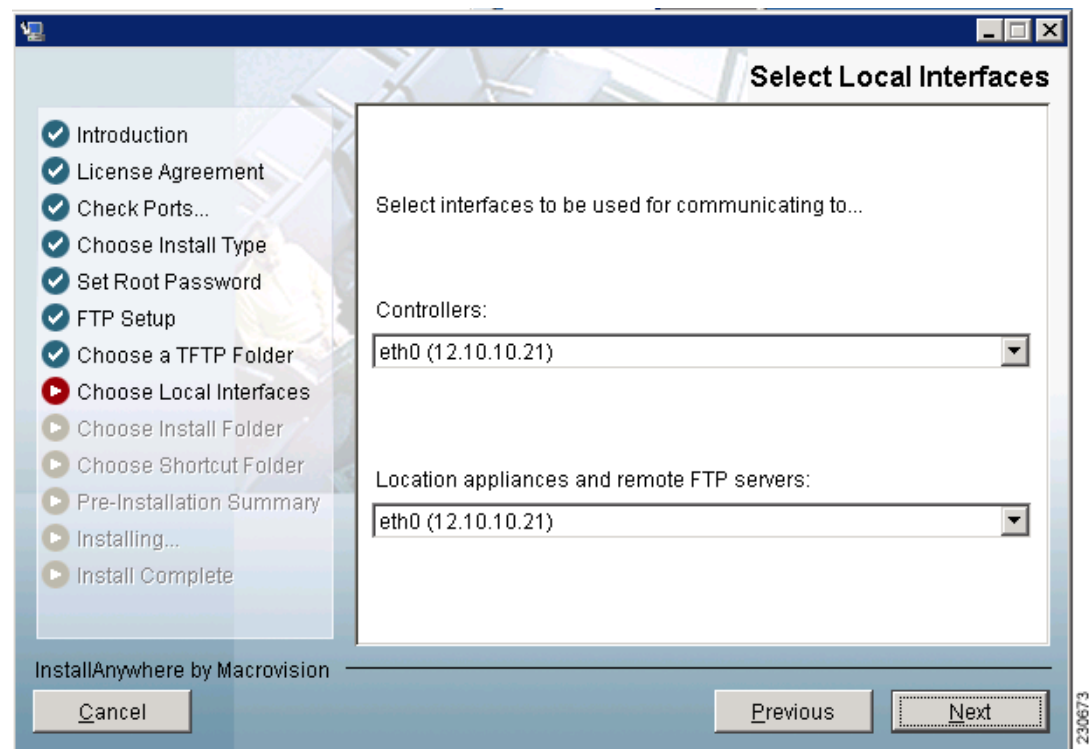 Select Local Interfaces
Introduction
License Agreement
Check Ports...
Choose Install Type
Set Root Password
FTP Setup
Choose a TFTP Folder
Choose Local Interfaces
Choose Install Folder
Choose Shortcut Folder
Pre-Installation Summary
Installing...
Install Complete
Select interfaces to be used for communicating to...
Controllers:
eth0 (12.10.10.21)
Location appliances and remote FTP servers:
eth0 (12.10.10.21)
InstallAnywhere by Macrovision
Cancel
Previous
Next
230673